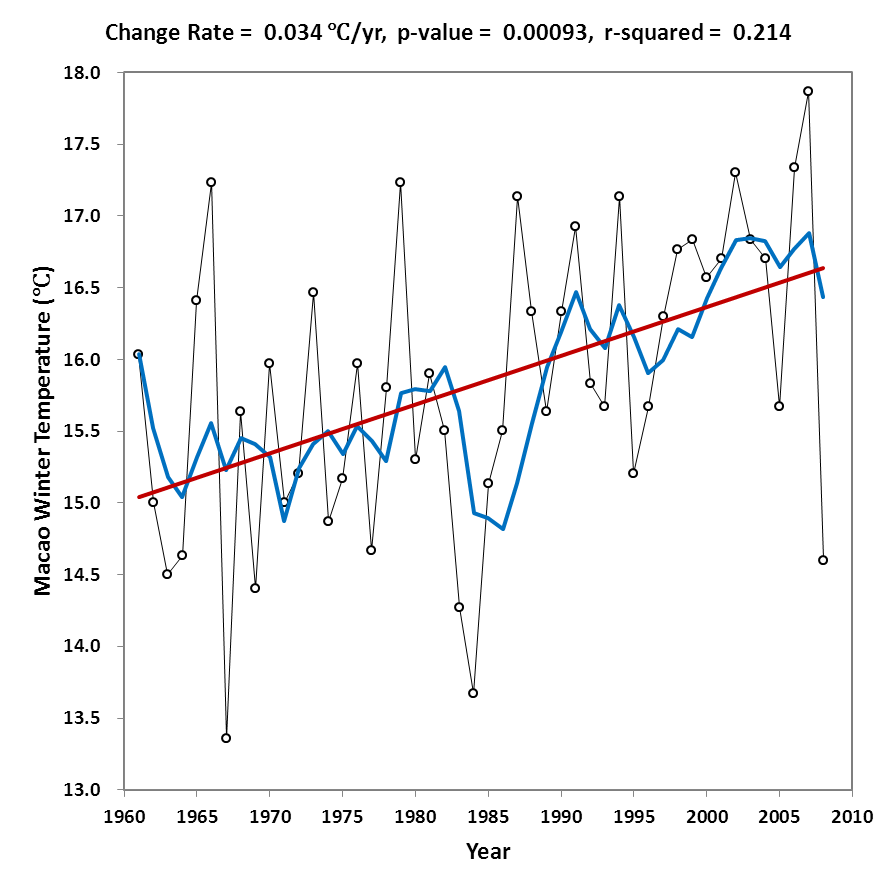 Change Rate = 0.034 ℃/yr, p-value = 0.00093, r-squared = 0.214
18.0
17.5
17.0
16.5
16.0
15.5
15.0
14.5
14.0
13.5
13.0
Macao Winter Temperature (℃)
1960 1965 1970 1975 1980 1985 1990 1995 2000 2005 2010
Year